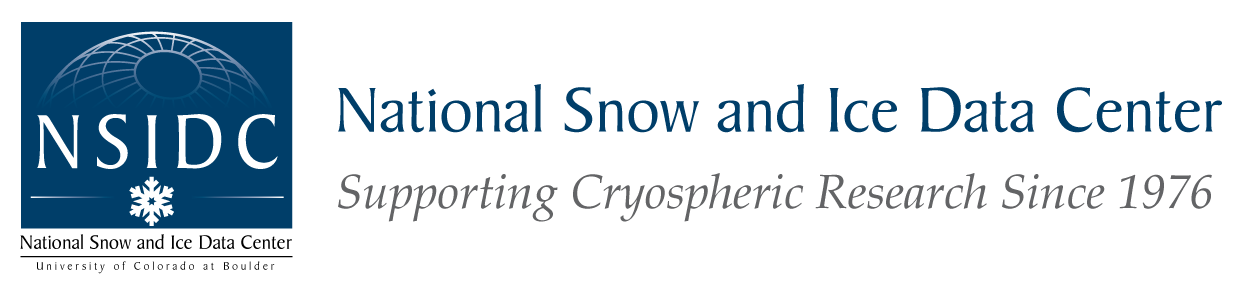 NSIDC
National Snow and Ice Data Center
University of Colorado at Boulder
National Snow and Ice Data Center
Supporting Cryospheric Research Since 1976